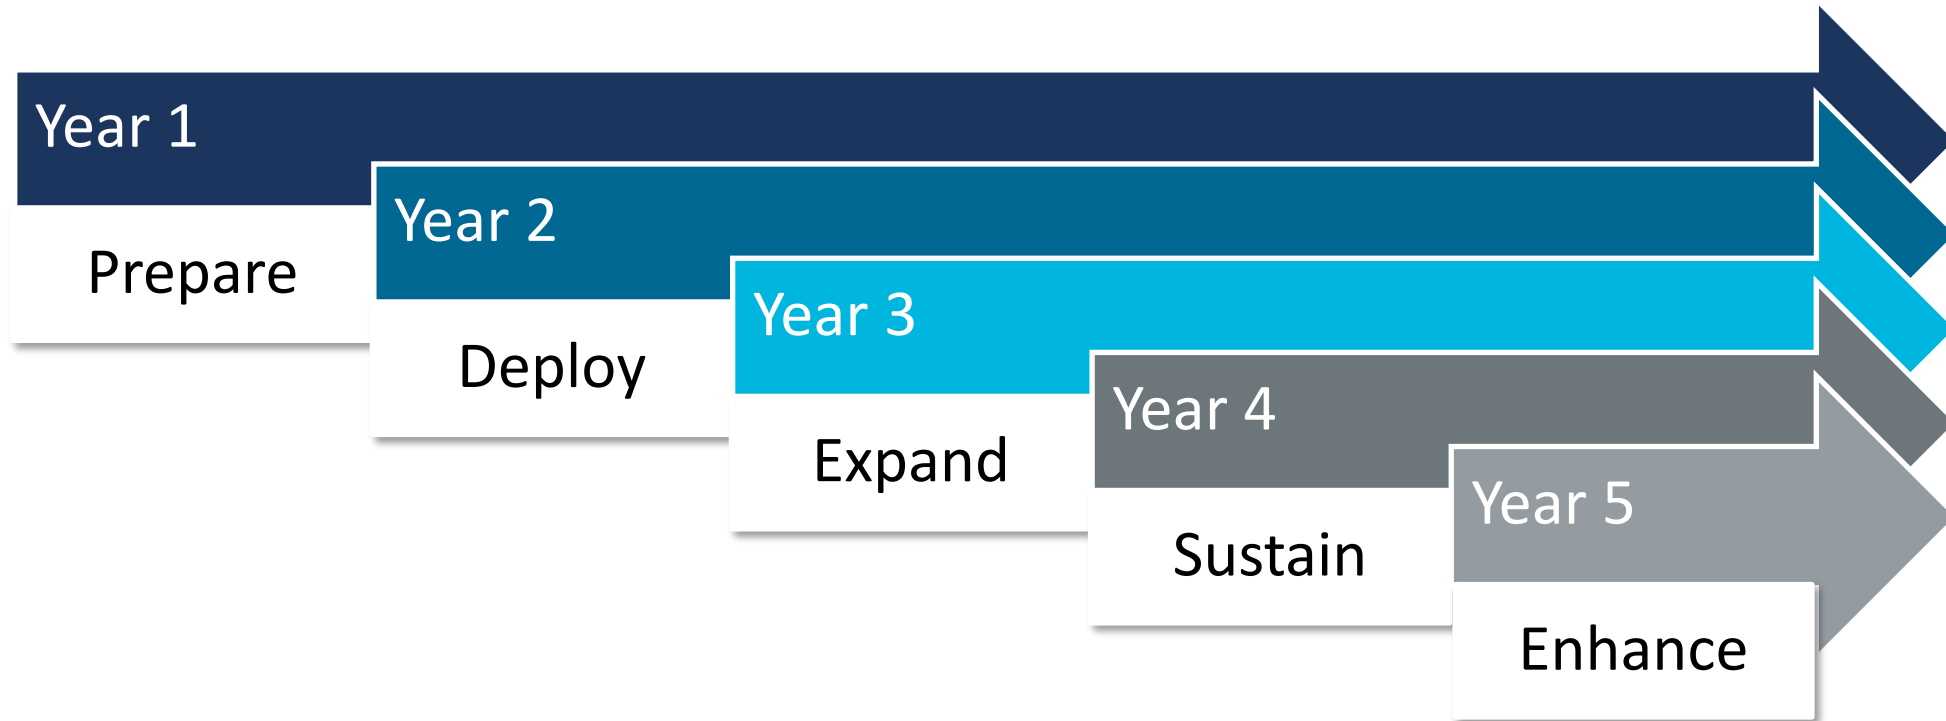 Year 1
Prepare
Year 2
Deploy
Year 3
Expand
Year 4
Sustain
Year 5
Enhance